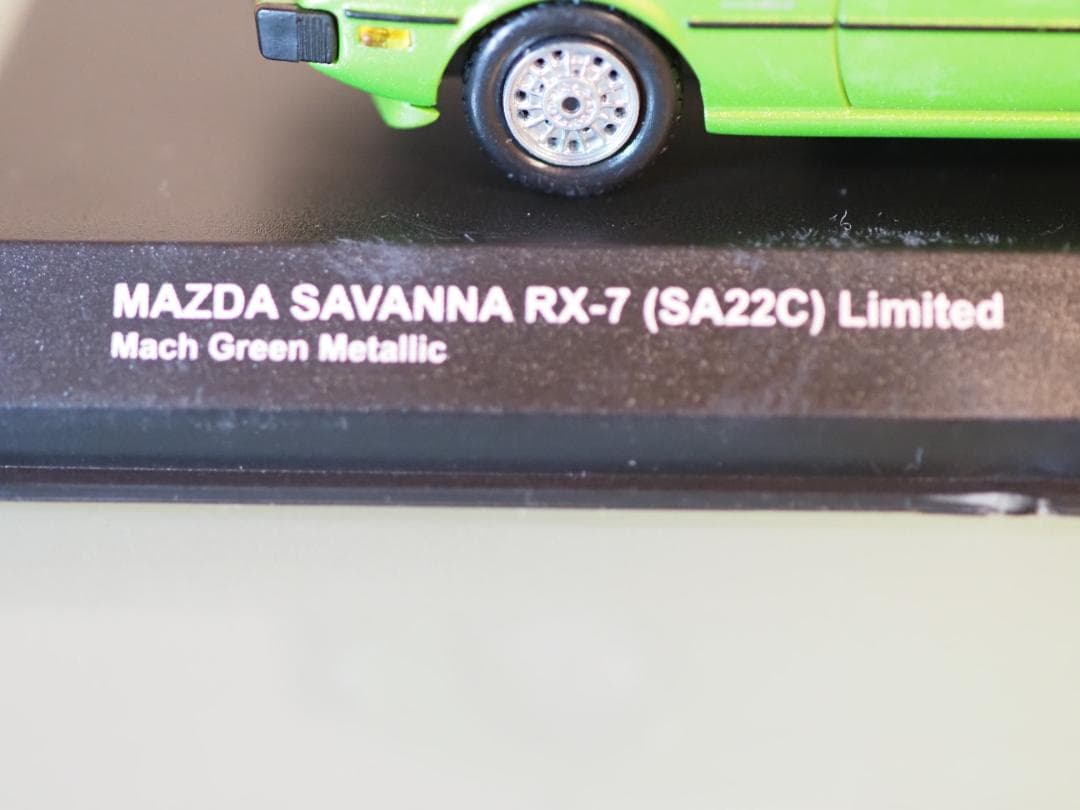 MAZDA SAVANNA RX-7 (SA22C) Limited
Mach Green Metallic